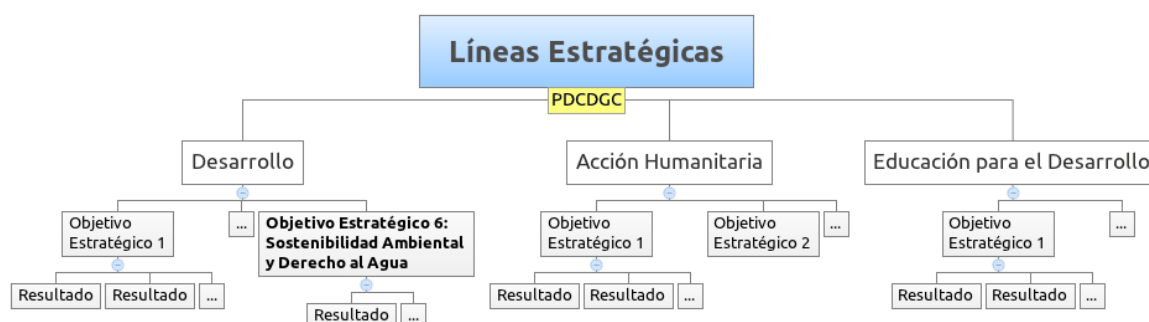 Líneas Estratégicas
PDCDGC
Desarrollo
Acción Humanitaria
Educación para el Desarrollo
Objetivo
Estratégico 1
...
Objetivo Estratégico 6:
Sostenibilidad Ambiental
y Derecho al Agua
Objetivo
Estratégico 1
Objetivo
Estratégico 2
...
Objetivo
Estratégico 1
...
Resultado
Resultado
...
Resultado
...
Resultado
Resultado
...
Resultado
Resultado
...